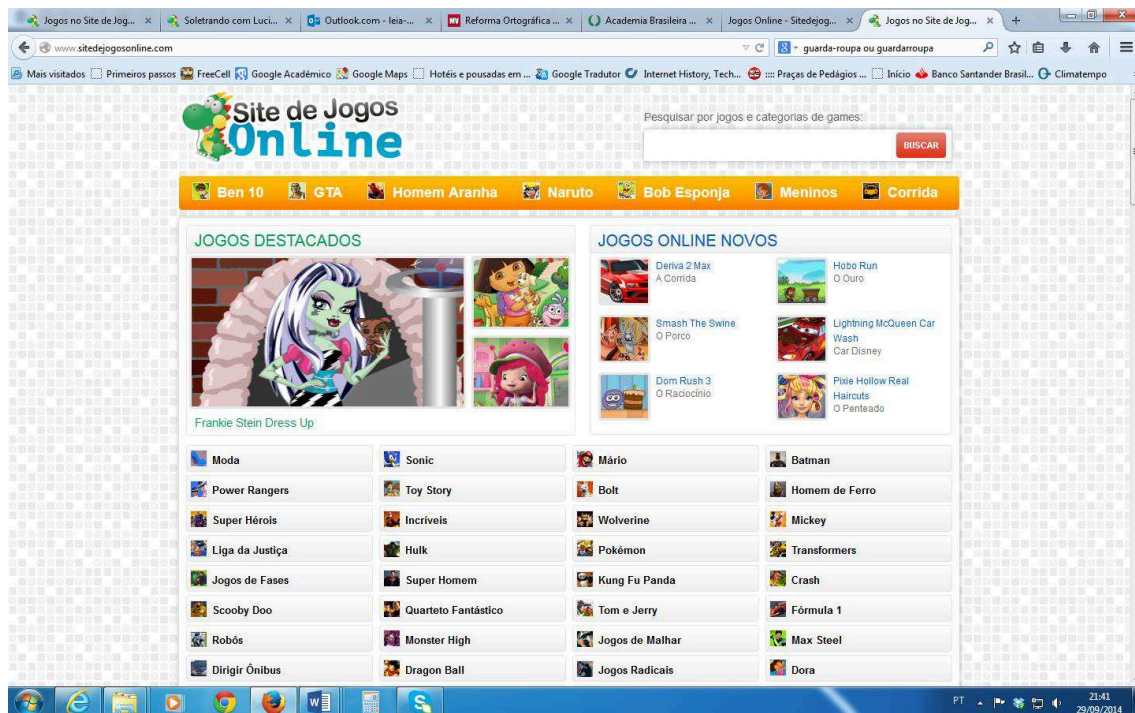 Jogos no Site de Jog...
Soletrando com Luci...
Outlook.com - leia-...
Reforma Ortográfica ...
Academia Brasileira ...
Jogos Online - Sitedejog...
Jogos no Site de Jog...
www.sitedejogosonline.com
guarda-roupa ou guardarroupa
Mais visitados
Primeiros passos
FreeCell
Google Acadêmico
Google Maps
Hotéis e pousadas em ...
Google Tradutor
Internet History, Tech...
:::: Praças de Pedágios ...
Início
Banco Santander Brasil...
Climatempo
Site de Jogos
Online
Pesquisar por jogos e categorias de games:
BUSCAR
Ben 10
GTA
Homem Aranha
Naruto
Bob Esponja
Meninos
Corrida
JOGOS DESTACADOS
Frankie Stein Dress Up
JOGOS ONLINE NOVOS
Deriva 2 Max
A Corrida
Hobo Run
O Ouro
Smash The Swine
O Porco
Lightning McQueen Car
Wash
Car Disney
Dom Rush 3
O Raciocínio
Pixie Hollow Real
Haircuts
O Penteado
Moda
Sonic
Mário
Batman
Power Rangers
Toy Story
Bolt
Homem de Ferro
Super Hérois
Incríveis
Wolverine
Mickey
Liga da Justiça
Hulk
Pokémon
Transformers
Jogos de Fases
Super Homem
Kung Fu Panda
Crash
Scooby Doo
Quarteto Fantástico
Tom e Jerry
Fórmula 1
Robôs
Monster High
Jogos de Malhar
Max Steel
Dirigir Ônibus
Dragon Ball
Jogos Radicais
Dora
PT
21:41
29/09/2014